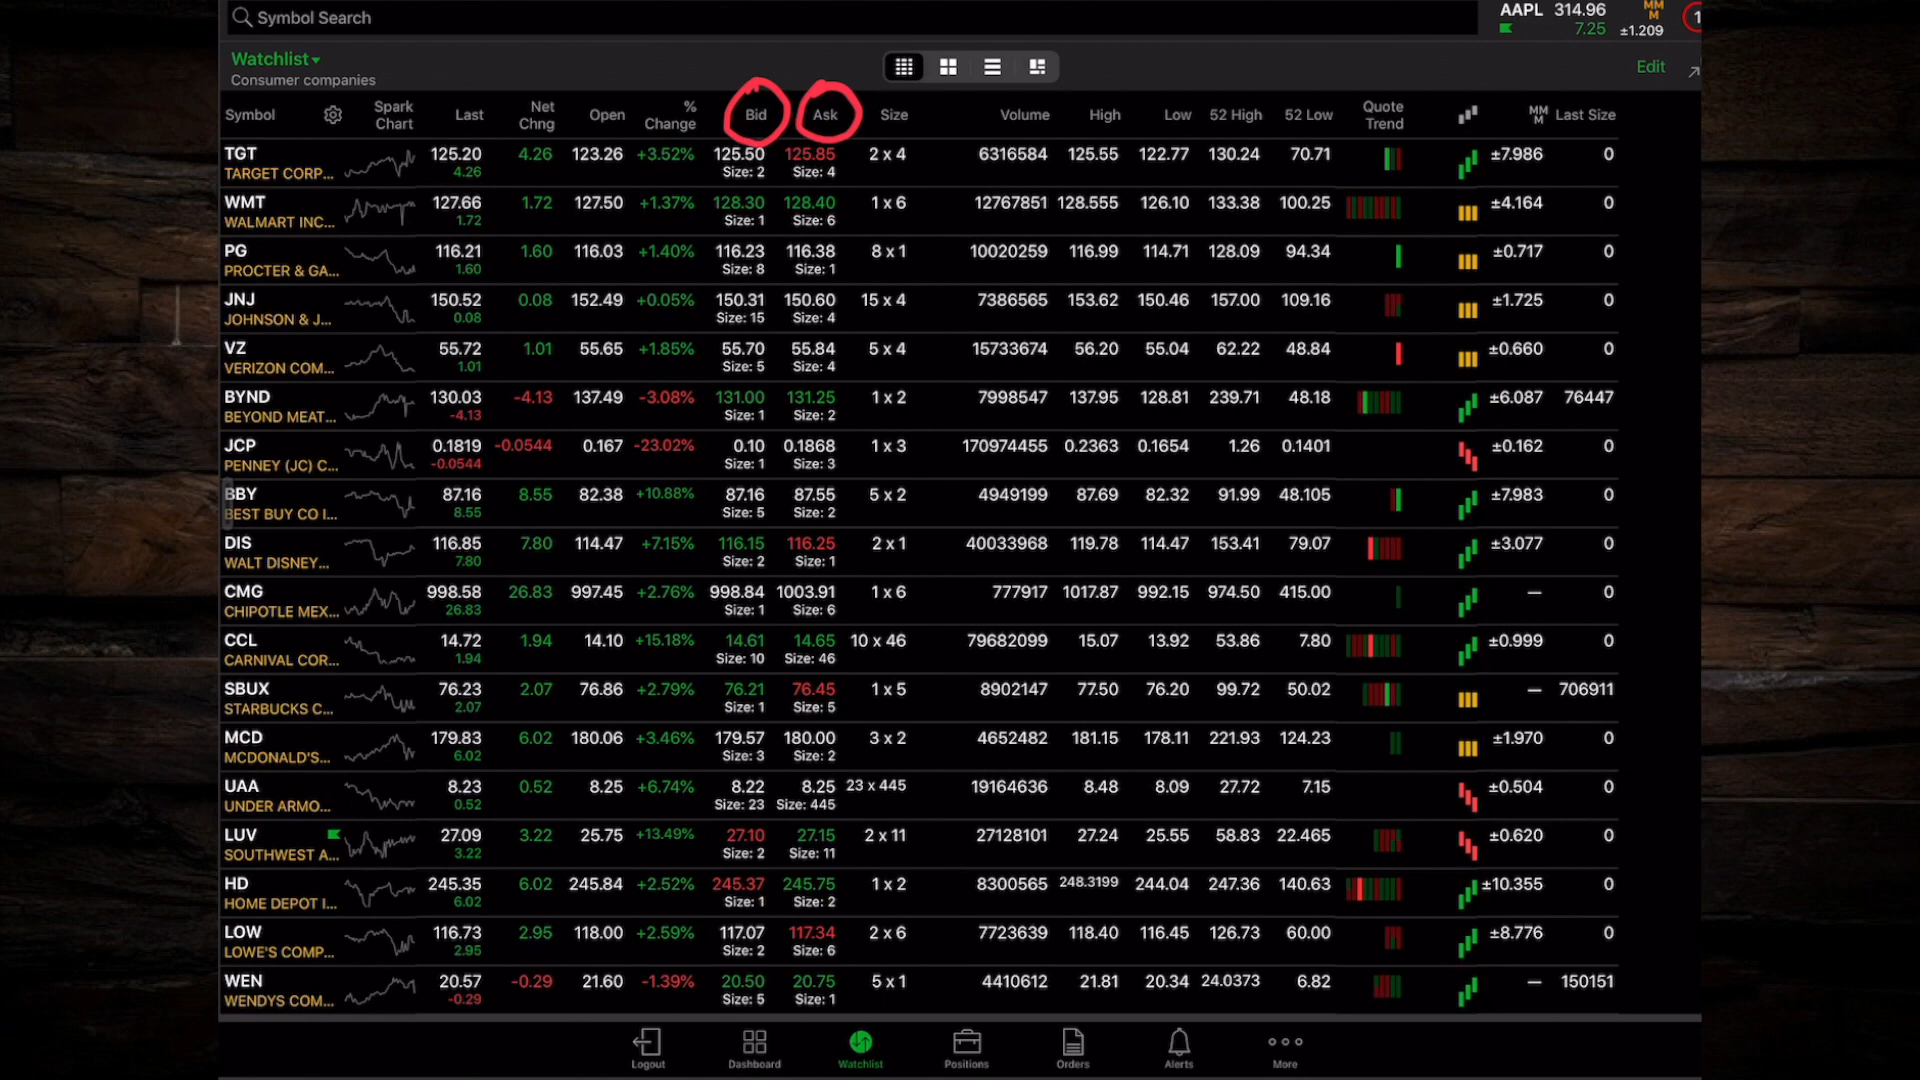 Symbol Search
AAPL 314.96 MM M 1
7.25 ±1.209
Watchlist
Consumer companies
Edit
Symbol Spark Chart Last Net Chng Open % Change Bid Ask Size Volume High Low 52 High 52 Low Quote Trend MM M Last Size
TGT 125.20 4.26 123.26 +3.52% 125.50 125.85 2 x 4 6316584 125.55 122.77 130.24 70.71 ±7.986 0
TARGET CORP... 4.26 Size: 2 Size: 4
WMT 127.66 1.72 127.50 +1.37% 128.30 128.40 1 x 6 12767851 128.555 126.10 133.38 100.25 ±4.164 0
WALMART INC... 1.72 Size: 1 Size: 6
PG 116.21 1.60 116.03 +1.40% 116.23 116.38 8 x 1 10020259 116.99 114.71 128.09 94.34 ±0.717 0
PROCTER & GA... 1.60 Size: 8 Size: 1
JNJ 150.52 0.08 152.49 +0.05% 150.31 150.60 15 x 4 7386565 153.62 150.46 157.00 109.16 ±1.725 0
JOHNSON & J... 0.08 Size: 15 Size: 4
VZ 55.72 1.01 55.65 +1.85% 55.70 55.84 5 x 4 15733674 56.20 55.04 62.22 48.84 ±0.660 0
VERIZON COM... 1.01 Size: 5 Size: 4
BYND 130.03 -4.13 137.49 -3.08% 131.00 131.25 1 x 2 7998547 137.95 128.81 239.71 48.18 ±6.087 76447
BEYOND MEAT... -4.13 Size: 1 Size: 2
JCP 0.1819 -0.0544 0.167 -23.02% 0.10 0.1868 1 x 3 170974455 0.2363 0.1654 1.26 0.1401 ±0.162 0
PENNEY (JC) C... -0.0544 Size: 1 Size: 3
BBY 87.16 8.55 82.38 +10.88% 87.16 87.55 5 x 2 4949199 87.69 82.32 91.99 48.105 ±7.983 0
BEST BUY CO I... 8.55 Size: 5 Size: 2
DIS 116.85 7.80 114.47 +7.15% 116.15 116.25 2 x 1 40033968 119.78 114.47 153.41 79.07 ±3.077 0
WALT DISNEY... 7.80 Size: 2 Size: 1
CMG 998.58 26.83 997.45 +2.76% 998.84 1003.91 1 x 6 777917 1017.87 992.15 974.50 415.00 — 0
CHIPOTLE MEX... 26.83 Size: 1 Size: 6
CCL 14.72 1.94 14.10 +15.18% 14.61 14.65 10 x 46 79682099 15.07 13.92 53.86 7.80 ±0.999 0
CARNIVAL COR... 1.94 Size: 10 Size: 46
SBUX 76.23 2.07 76.86 +2.79% 76.21 76.45 1 x 5 8902147 77.50 76.20 99.72 50.02 — 706911
STARBUCKS C... 2.07 Size: 1 Size: 5
MCD 179.83 6.02 180.06 +3.46% 179.57 180.00 3 x 2 4652482 181.15 178.11 221.93 124.23 ±1.970 0
MCDONALD'S... 6.02 Size: 3 Size: 2
UAA 8.23 0.52 8.25 +6.74% 8.22 8.25 23 x 445 19164636 8.48 8.09 27.72 7.15 ±0.504 0
UNDER ARMO... 0.52 Size: 23 Size: 445
LUV 27.09 3.22 25.75 +13.49% 27.10 27.15 2 x 11 27128101 27.24 25.55 58.83 22.465 ±0.620 0
SOUTHWEST A... 3.22 Size: 2 Size: 11
HD 245.35 6.02 245.84 +2.52% 245.37 245.75 1 x 2 8300565 248.3199 244.04 247.36 140.63 ±10.355 0
HOME DEPOT I... 6.02 Size: 1 Size: 2
LOW 116.73 2.95 118.00 +2.59% 117.07 117.34 2 x 6 7723639 118.40 116.45 126.73 60.00 ±8.776 0
LOWE'S COMP... 2.95 Size: 2 Size: 6
WEN 20.57 -0.29 21.60 -1.39% 20.50 20.75 5 x 1 4410612 21.81 20.34 24.0373 6.82 — 150151
WENDYS COM... -0.29 Size: 5 Size: 1
Logout Dashboard Watchlist Positions Orders Alerts More